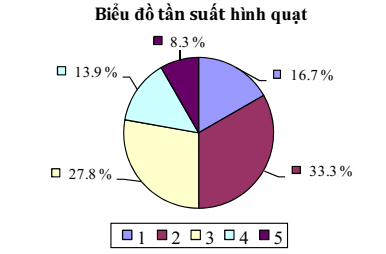 Biểu đồ tần suất hình quạt
8.3 %
13.9 %
16.7 %
27.8 %
33.3 %
1 2 3 4 5